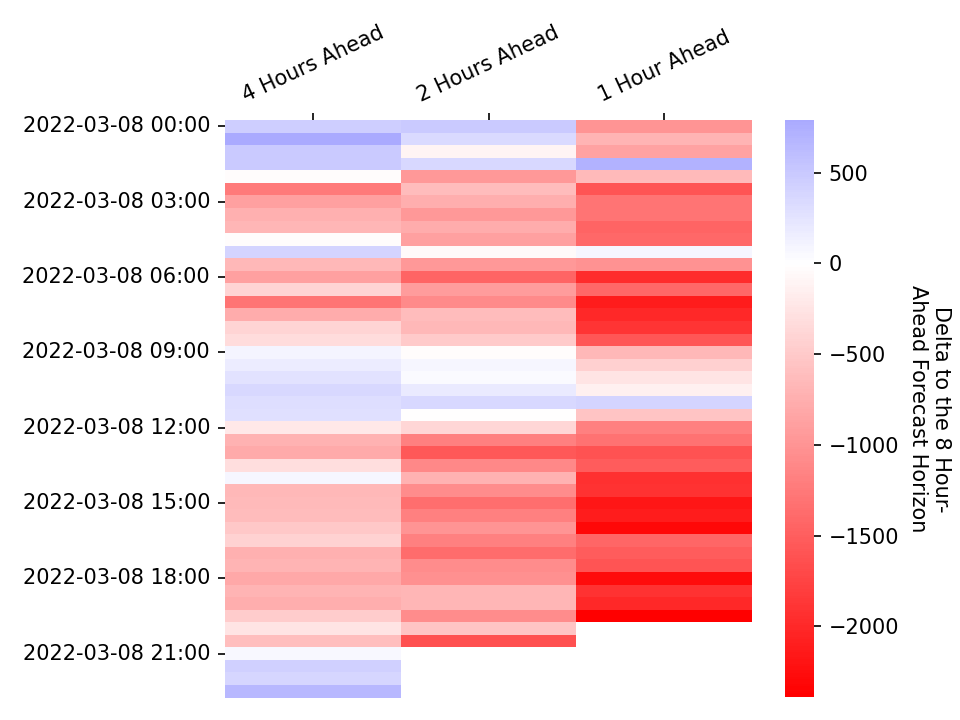 4 Hours Ahead
2 Hours Ahead
1 Hour Ahead
2022-03-08 00:00
2022-03-08 03:00
2022-03-08 06:00
2022-03-08 09:00
2022-03-08 12:00
2022-03-08 15:00
2022-03-08 18:00
2022-03-08 21:00
500
0
−500
−1000
−1500
−2000
Delta to the 8 Hour-
Ahead Forecast Horizon